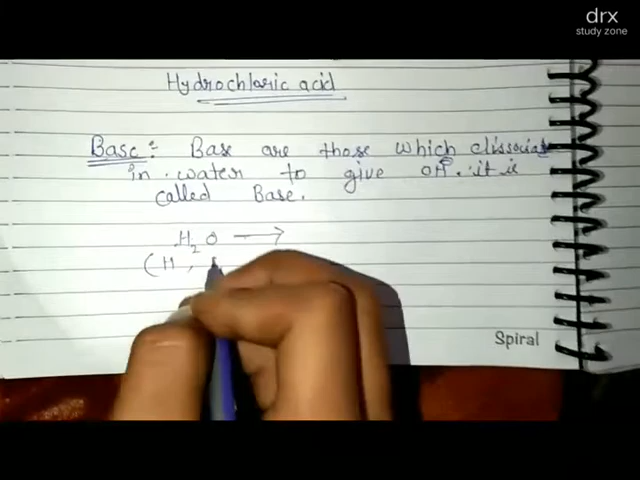 drx
study zone
Hydrochloric acid
Base : Base are those which dissociate
in water to give OH⁻. it is
called Base.
H₂O ⟶
(H ,
Spiral